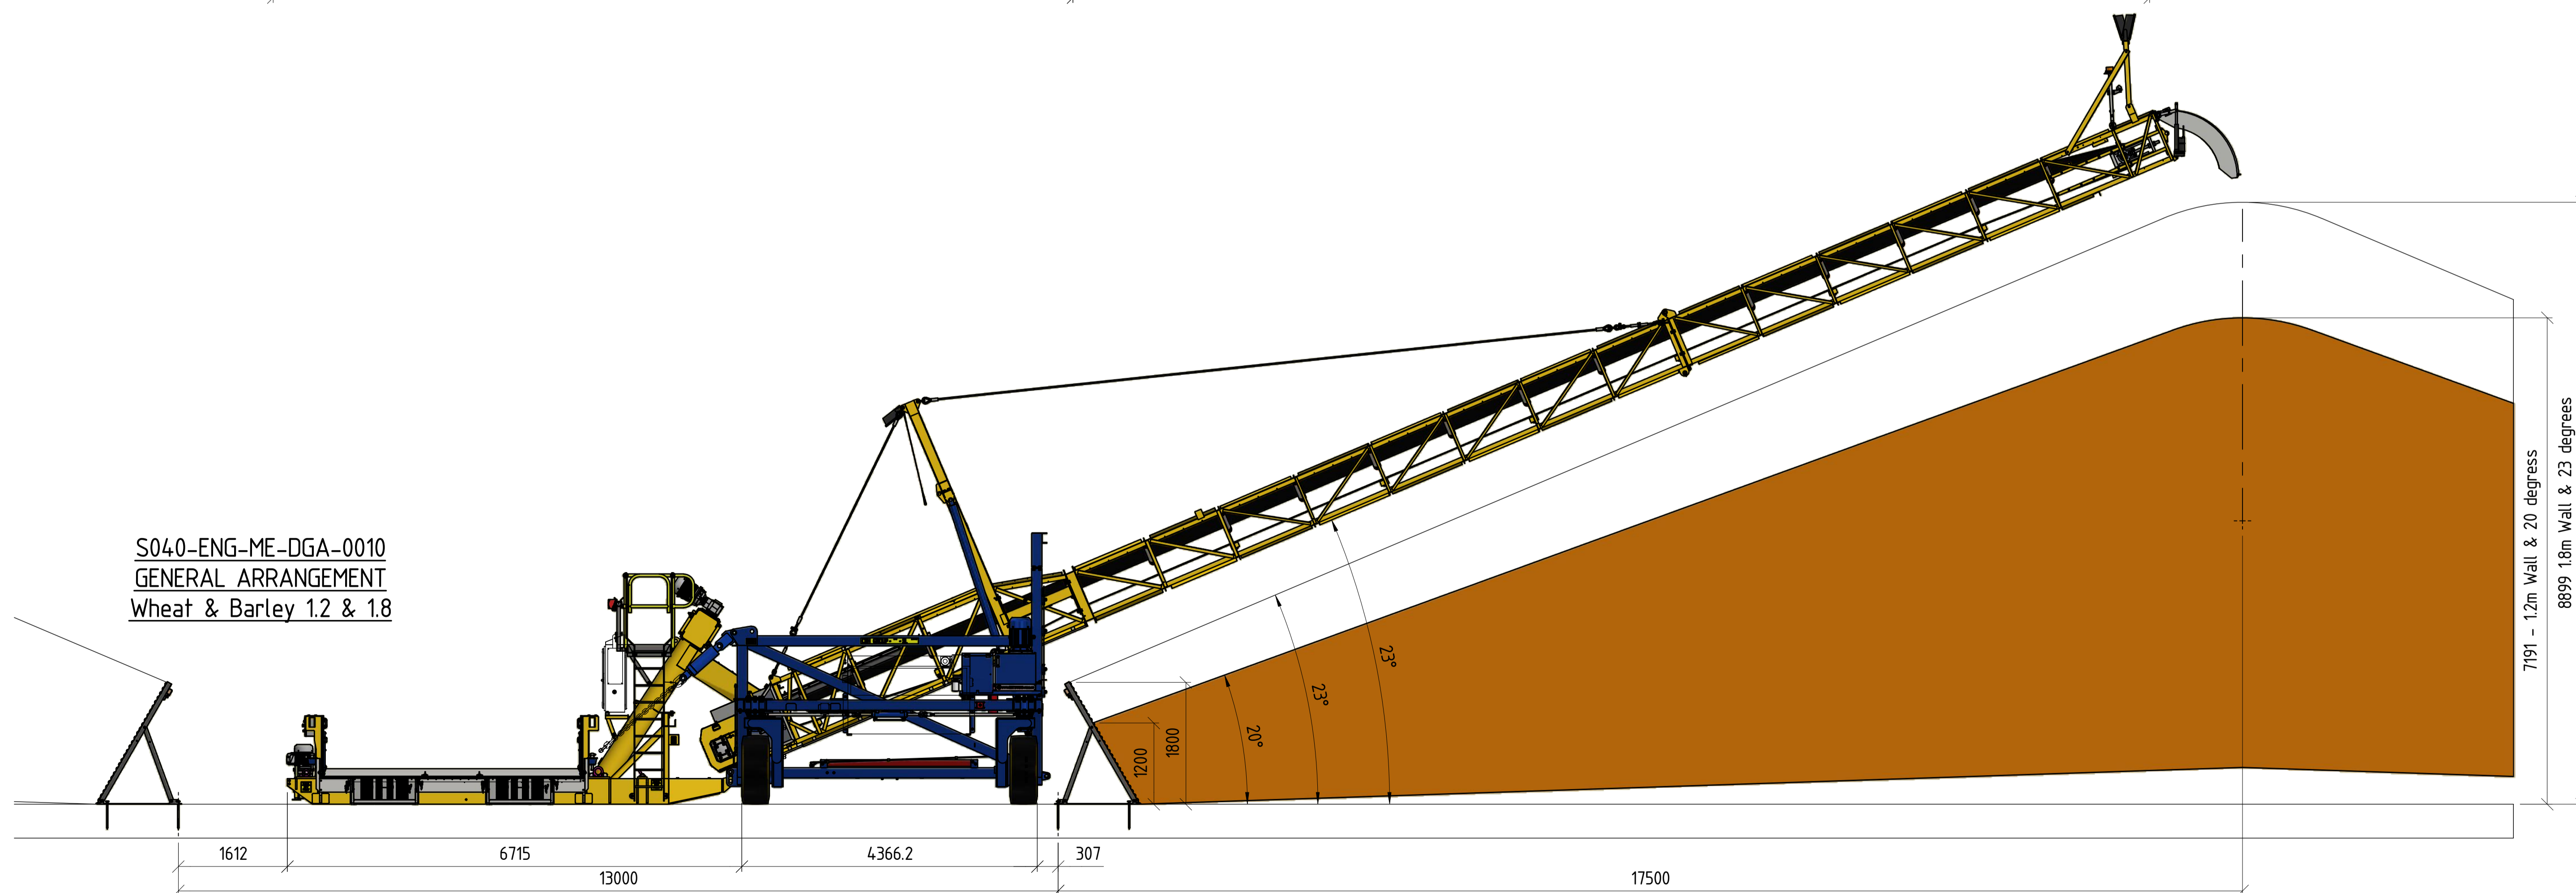 S040-ENG-ME-DGA-0010
GENERAL ARRANGEMENT
Wheat & Barley 1.2 & 1.8
23°
23°
20°
1800
1200
7191 - 1.2m Wall & 20 degress
8899 1.8m Wall & 23 degrees
1612
6715
4366.2
307
13000
17500